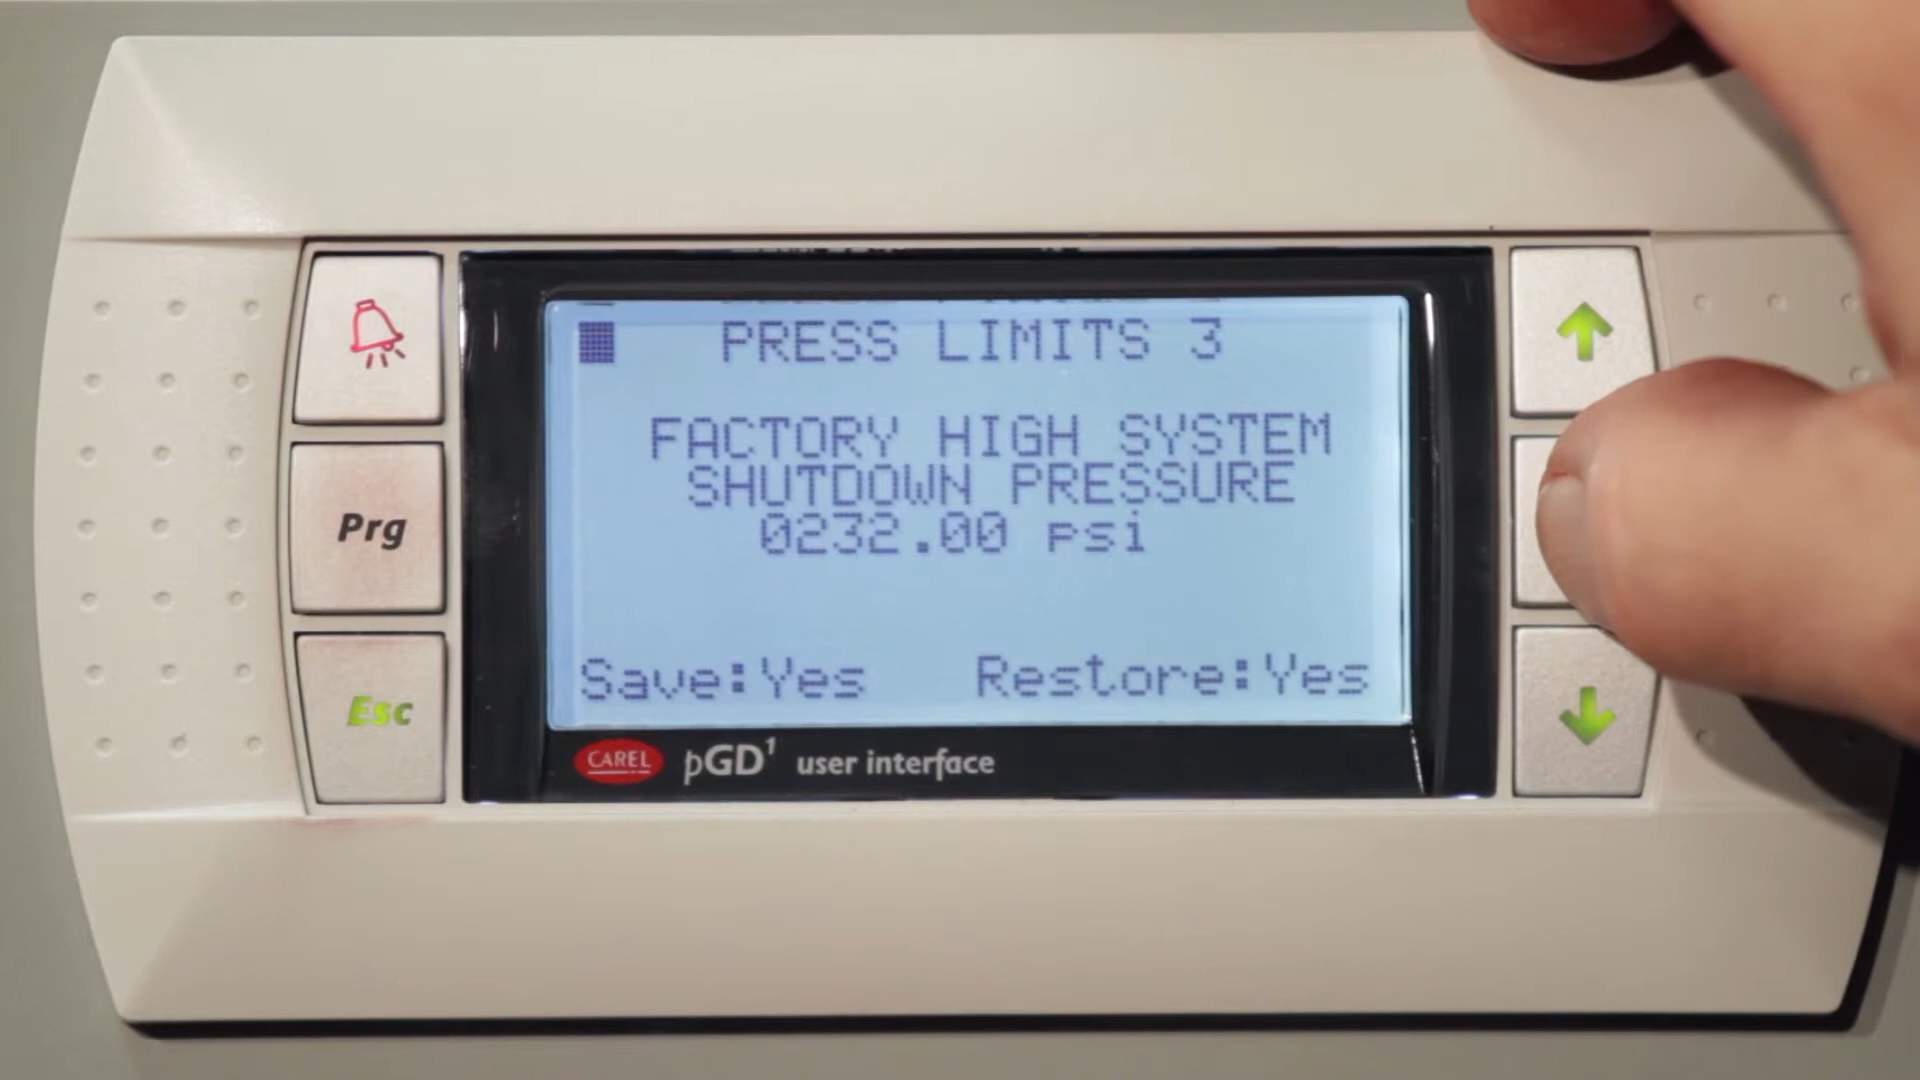 PRESS LIMITS 3
FACTORY HIGH SYSTEM
SHUTDOWN PRESSURE
0232.00 psi
Save:Yes Restore:Yes
Prg
Esc
CAREL pGD¹ user interface